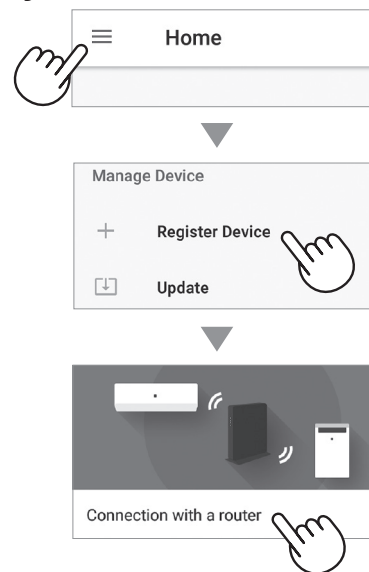 Home
Manage Device
Register Device
Update
Connection with a router